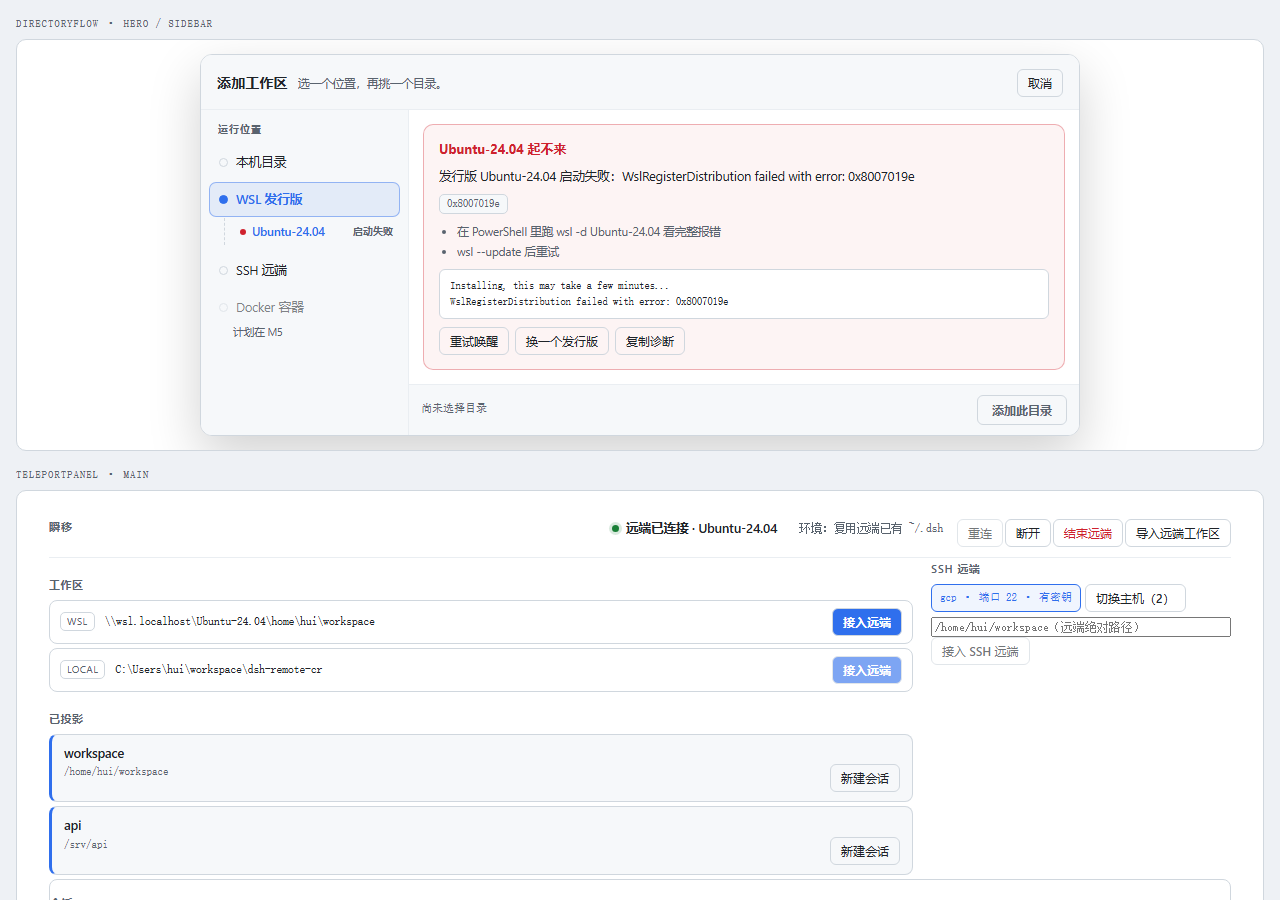 DIRECTORYFLOW · HERO / SIDEBAR
添加工作区 选一个位置，再挑一个目录。
取消
运行位置
本机目录
WSL 发行版
Ubuntu-24.04 启动失败
SSH 远端
Docker 容器
计划在 M5
Ubuntu-24.04 起不来
发行版 Ubuntu-24.04 启动失败：WslRegisterDistribution failed with error: 0x8007019e
0x8007019e
• 在 PowerShell 里跑 wsl -d Ubuntu-24.04 看完整报错
• wsl --update 后重试
Installing, this may take a few minutes...
WslRegisterDistribution failed with error: 0x8007019e
重试唤醒 换一个发行版 复制诊断
尚未选择目录
添加此目录
TELEPORTPANEL · MAIN
瞬移
远端已连接 · Ubuntu-24.04 环境：复用远端已有 ~/.dsh 重连 断开 结束远端 导入远端工作区
工作区
WSL \\wsl.localhost\Ubuntu-24.04\home\hui\workspace 接入远端
LOCAL C:\Users\hui\workspace\dsh-remote-cr 接入远端
已投影
workspace
/home/hui/workspace
新建会话
api
/srv/api
新建会话
SSH 远端
gcp · 端口 22 · 有密钥 切换主机（2）
/home/hui/workspace（远端绝对路径）
接入 SSH 远端